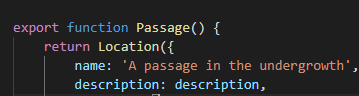 export function Passage() {
return Location({
name: 'A passage in the undergrowth',
description: description,